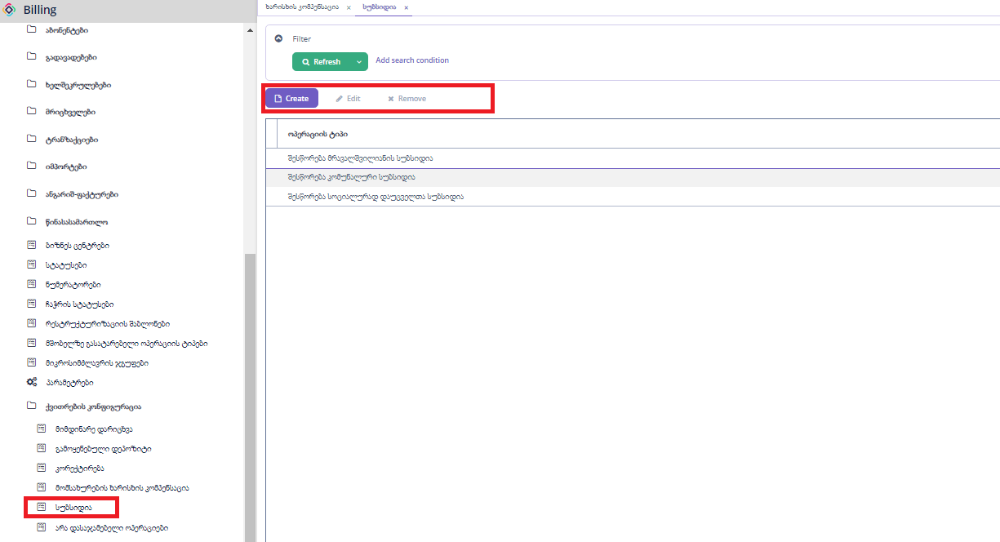 Billing
აბონენტები
გადავადებები
ხელშეკრულებები
მრიცხველები
ტრანზაქციები
იმპორტები
ანგარიშ-ფაქტურები
წინასასამართლო
ბიზნეს ცენტრები
სტატუსები
ნუმერატორები
ჩაჭრის სტატუსები
რესტრუქტურიზაციის შაბლონები
მშობელზე გასატარებელი ოპერაციის ტიპები
მიკროსიმძლავრის ჯგუფები
პარამეტრები
ქვითრების კონფიგურაცია
მიმდინარე დარიცხვა
გამოყენებული დეპოზიტი
კორექტირება
მომსახურების ხარისხის კომპენსაცია
სუბსიდია
არა დასაჯამებელი ოპერაციები
ხარისხის კომპენსაცია × სუბსიდია ×
Filter
Refresh Add search condition
Create Edit Remove
ოპერაციის ტიპი
შესწორება მრავალშვილიანის სუბსიდია
შესწორება კომუნალური სუბსიდია
შესწორება სოციალურად დაუცველთა სუბსიდია